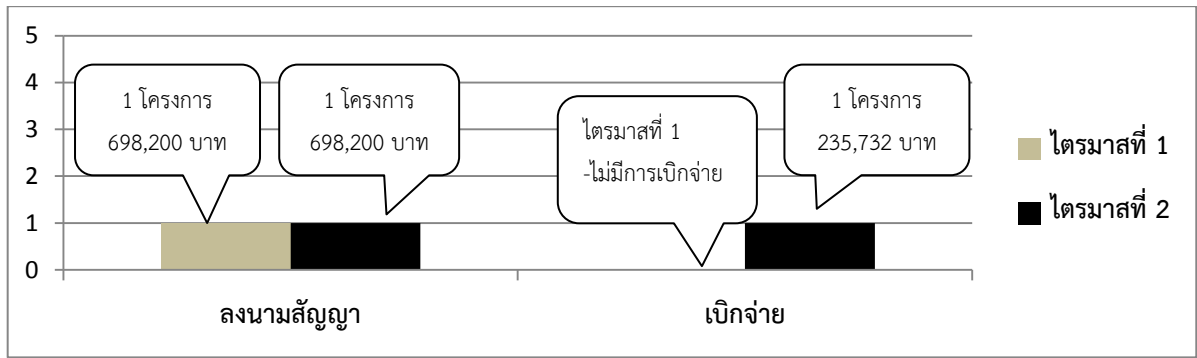 5
4
3
2
1
0
1 โครงการ
698,200 บาท
1 โครงการ
698,200 บาท
ไตรมาสที่ 1
-ไม่มีการเบิกจ่าย
1 โครงการ
235,732 บาท
ลงนามสัญญา
เบิกจ่าย
ไตรมาสที่ 1
ไตรมาสที่ 2